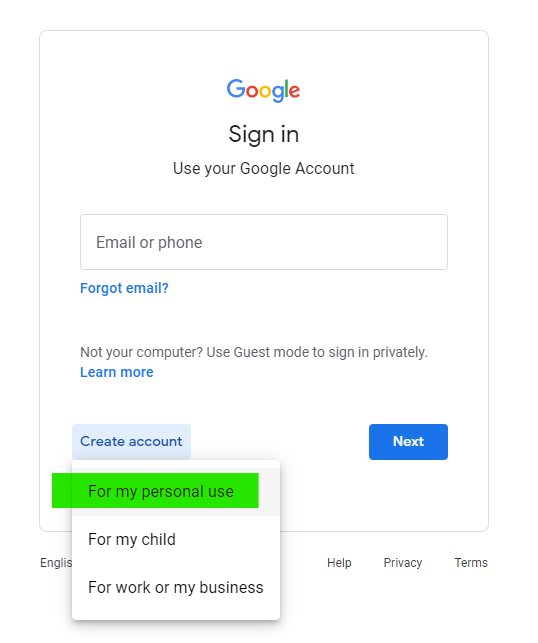 Google
Sign in
Use your Google Account
Email or phone
Forgot email?
Not your computer? Use Guest mode to sign in privately.
Learn more
Create account
Next
For my personal use
For my child
For work or my business
Englis
Help
Privacy
Terms